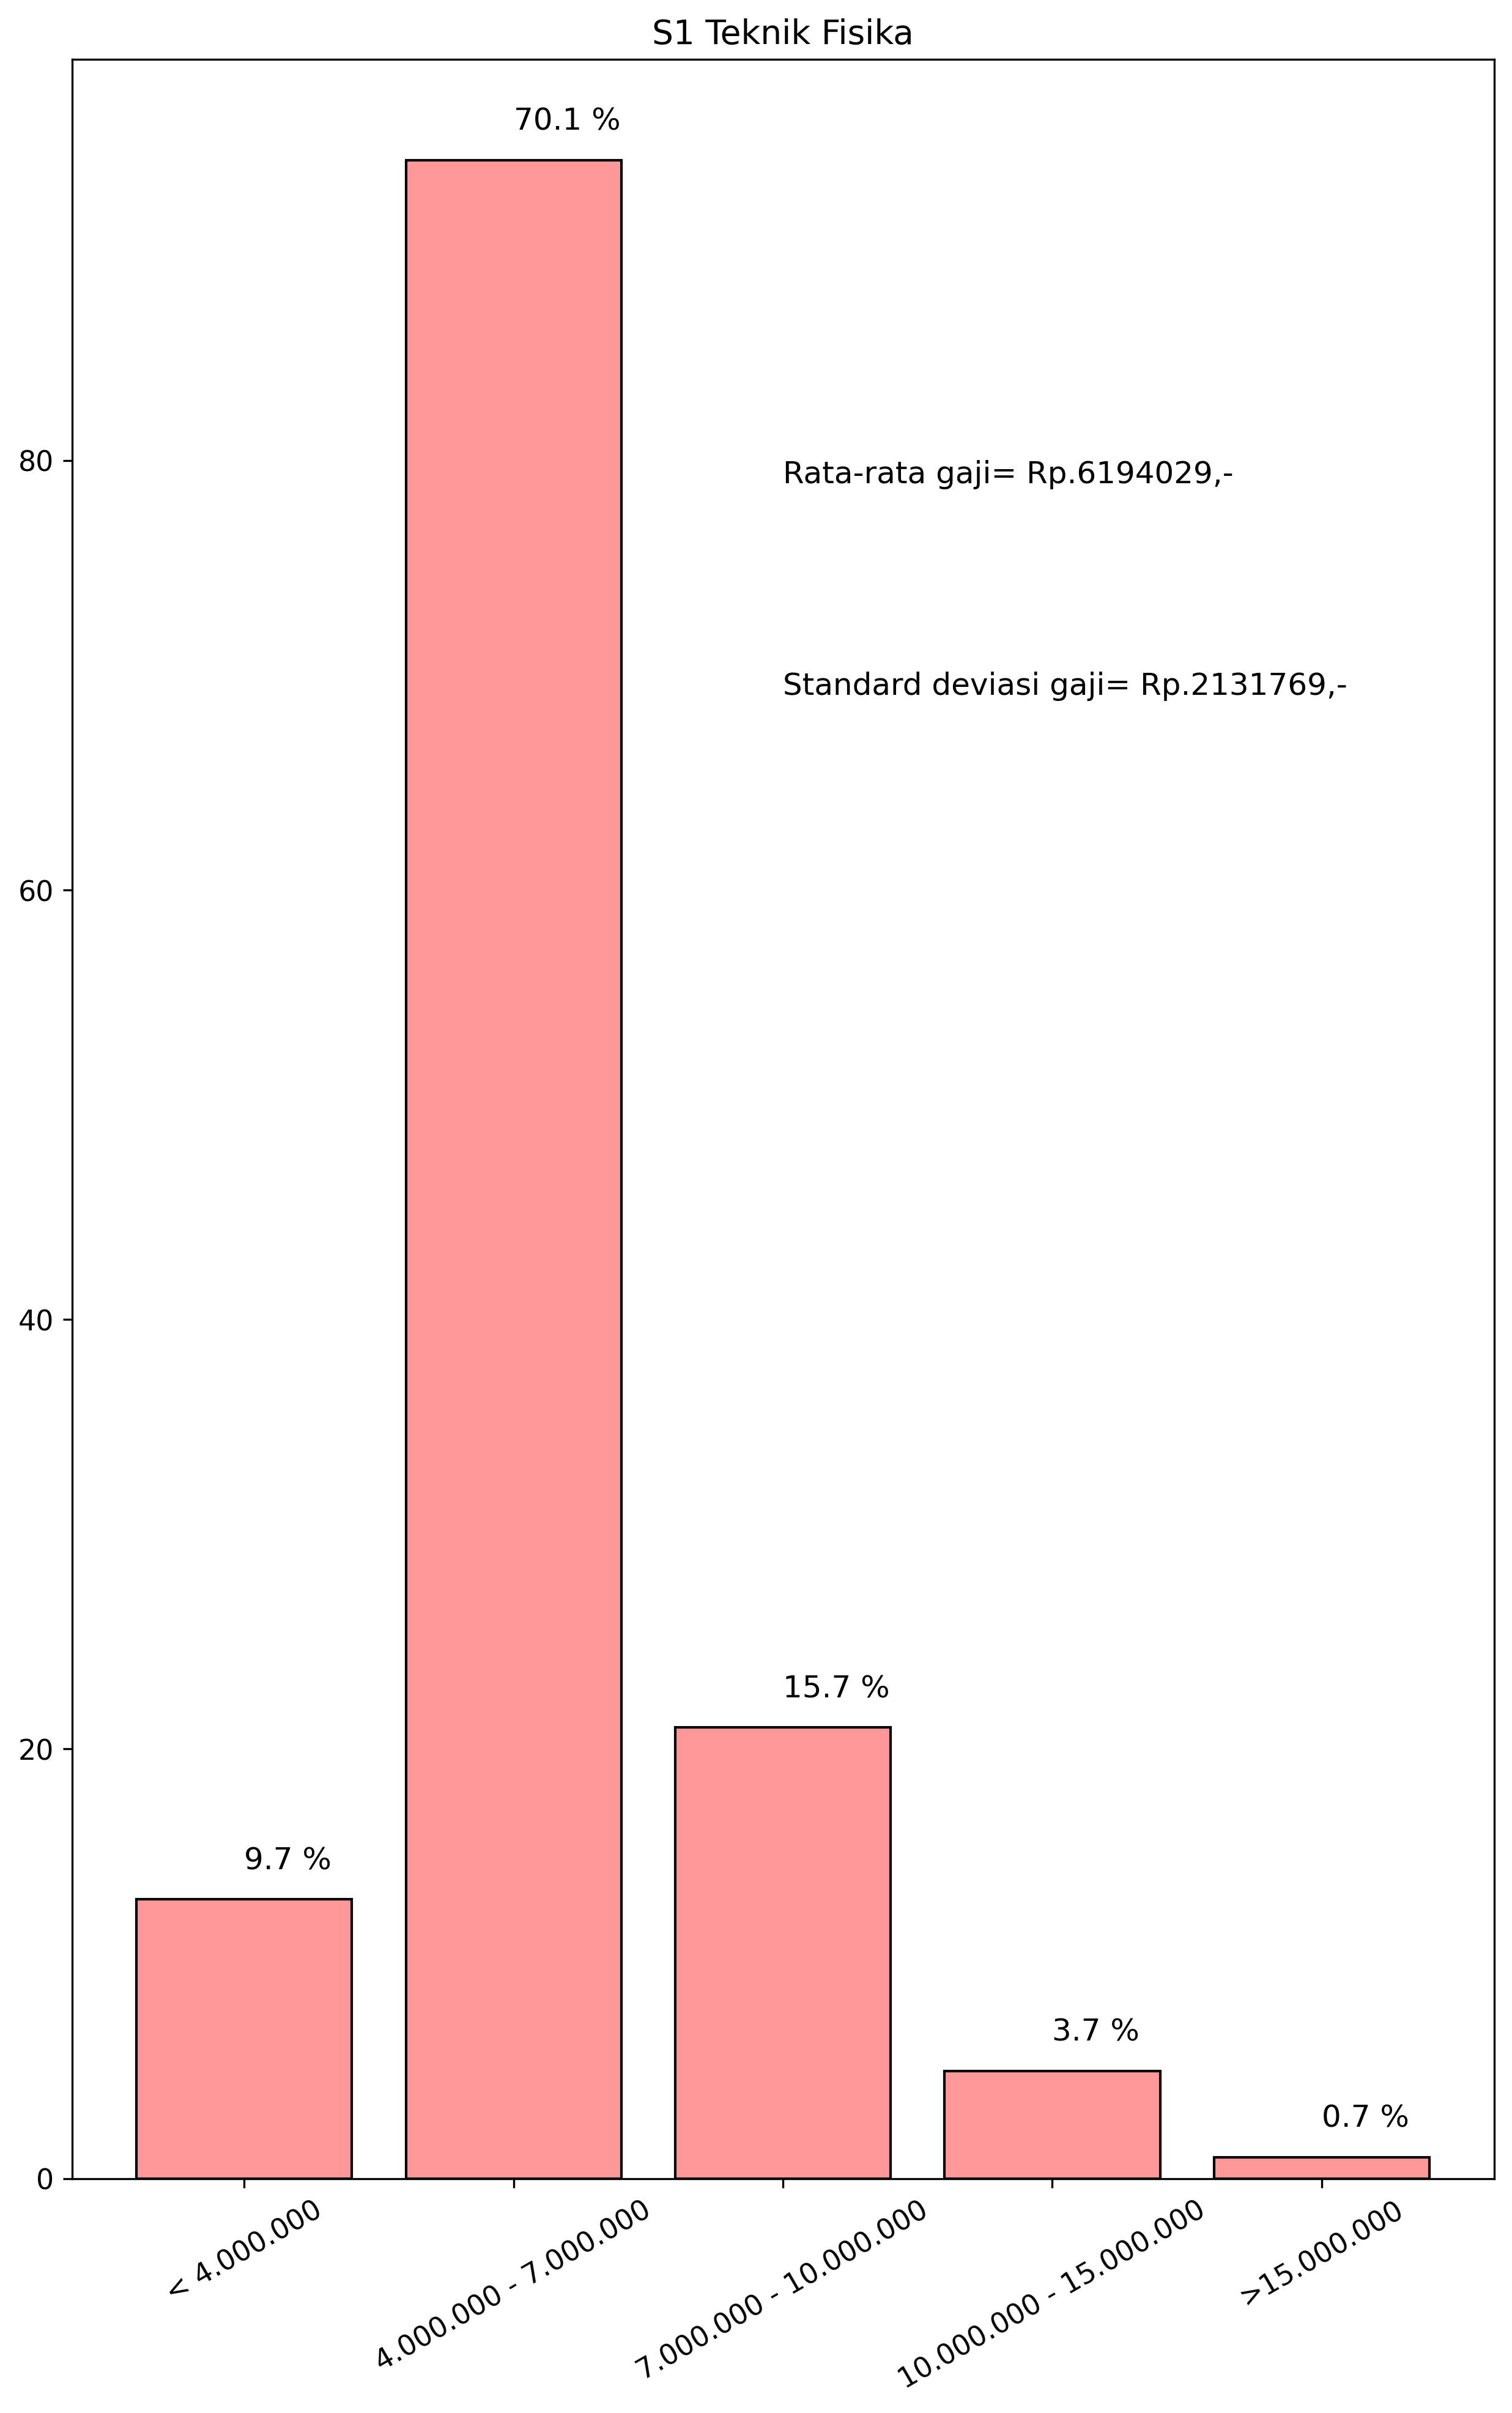 S1 Teknik Fisika
70.1 %
80
Rata-rata gaji= Rp.6194029,-
Standard deviasi gaji= Rp.2131769,-
60
40
15.7 %
20
9.7 %
3.7 %
0.7 %
0
< 4.000.000
4.000.000 - 7.000.000
7.000.000 - 10.000.000
10.000.000 - 15.000.000
>15.000.000